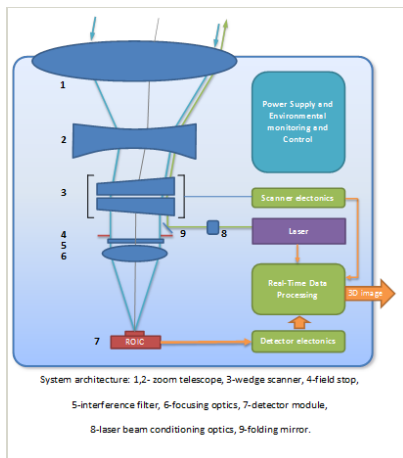 1
Power Supply and
Environmental
monitoring and
Control
2
3
Scanner electonics
4
9
8
Laser
5
6
Real-Time Data
Processing
3D image
7
ROIC
Detector electonics
System architecture: 1,2- zoom telescope, 3-wedge scanner, 4-field stop,
5-interference filter, 6-focusing optics, 7-detector module,
8-laser beam conditioning optics, 9-folding mirror.